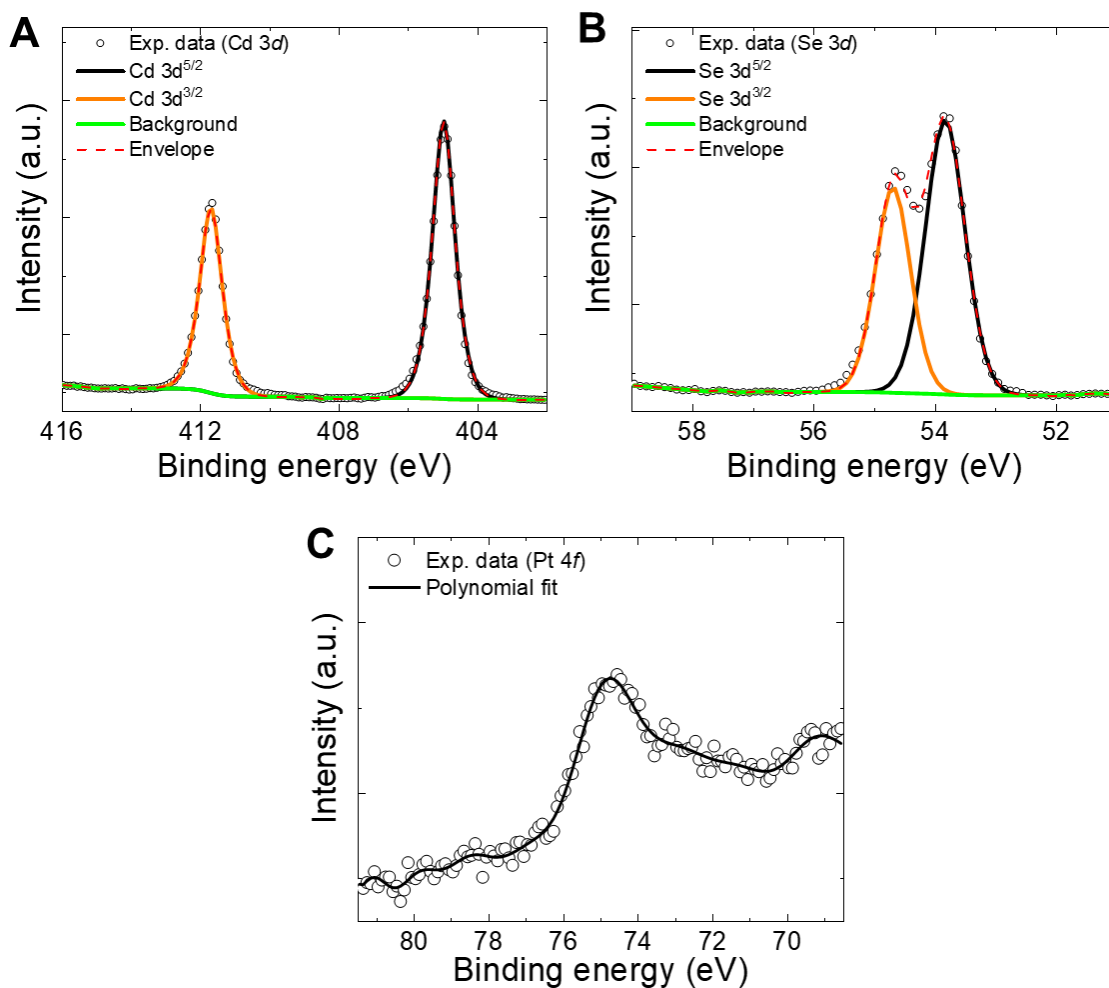 A
Exp. data (Cd 3d)
Cd 3d5/2
Cd 3d3/2
Background
Envelope
Intensity (a.u.)
416 412 408 404
Binding energy (eV)
B
Exp. data (Se 3d)
Se 3d5/2
Se 3d3/2
Background
Envelope
Intensity (a.u.)
58 56 54 52
Binding energy (eV)
C
Exp. data (Pt 4f)
Polynomial fit
Intensity (a.u.)
80 78 76 74 72 70
Binding energy (eV)